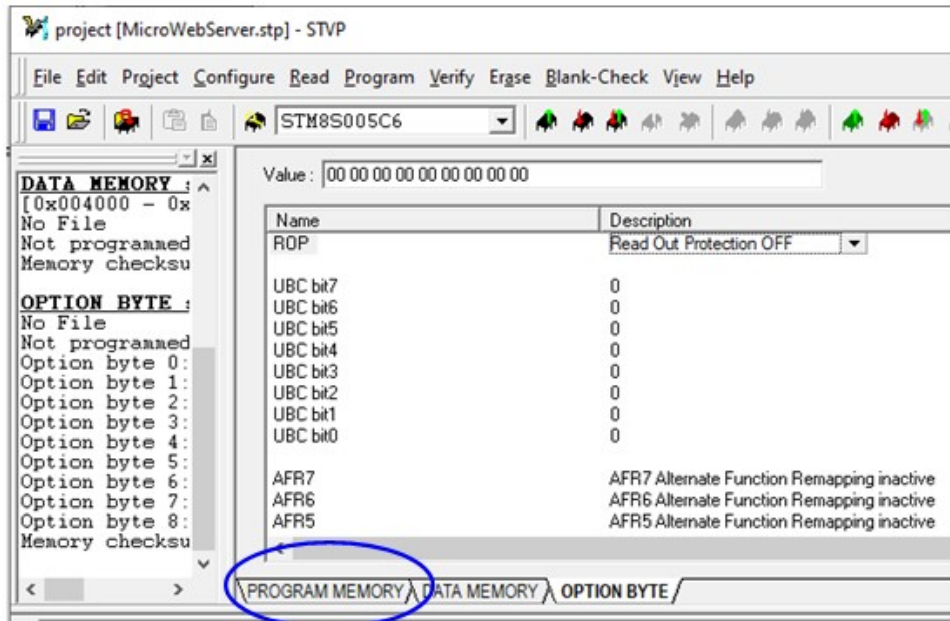 project [MicroWebServer.stp] - STVP
File Edit Project Configure Read Program Verify Erase Blank-Check View Help
STM8S005C6
DATA MEMORY :
[0x004000 - 0x
No File
Not programmed
Memory checksu
OPTION BYTE :
No File
Not programmed
Option byte 0:
Option byte 1:
Option byte 2:
Option byte 3:
Option byte 4:
Option byte 5:
Option byte 6:
Option byte 7:
Option byte 8:
Memory checksu
Value : 00 00 00 00 00 00 00 00 00
Name Description
ROP Read Out Protection OFF
UBC bit7 0
UBC bit6 0
UBC bit5 0
UBC bit4 0
UBC bit3 0
UBC bit2 0
UBC bit1 0
UBC bit0 0
AFR7 AFR7 Alternate Function Remapping inactive
AFR6 AFR6 Alternate Function Remapping inactive
AFR5 AFR5 Alternate Function Remapping inactive
PROGRAM MEMORY DATA MEMORY OPTION BYTE